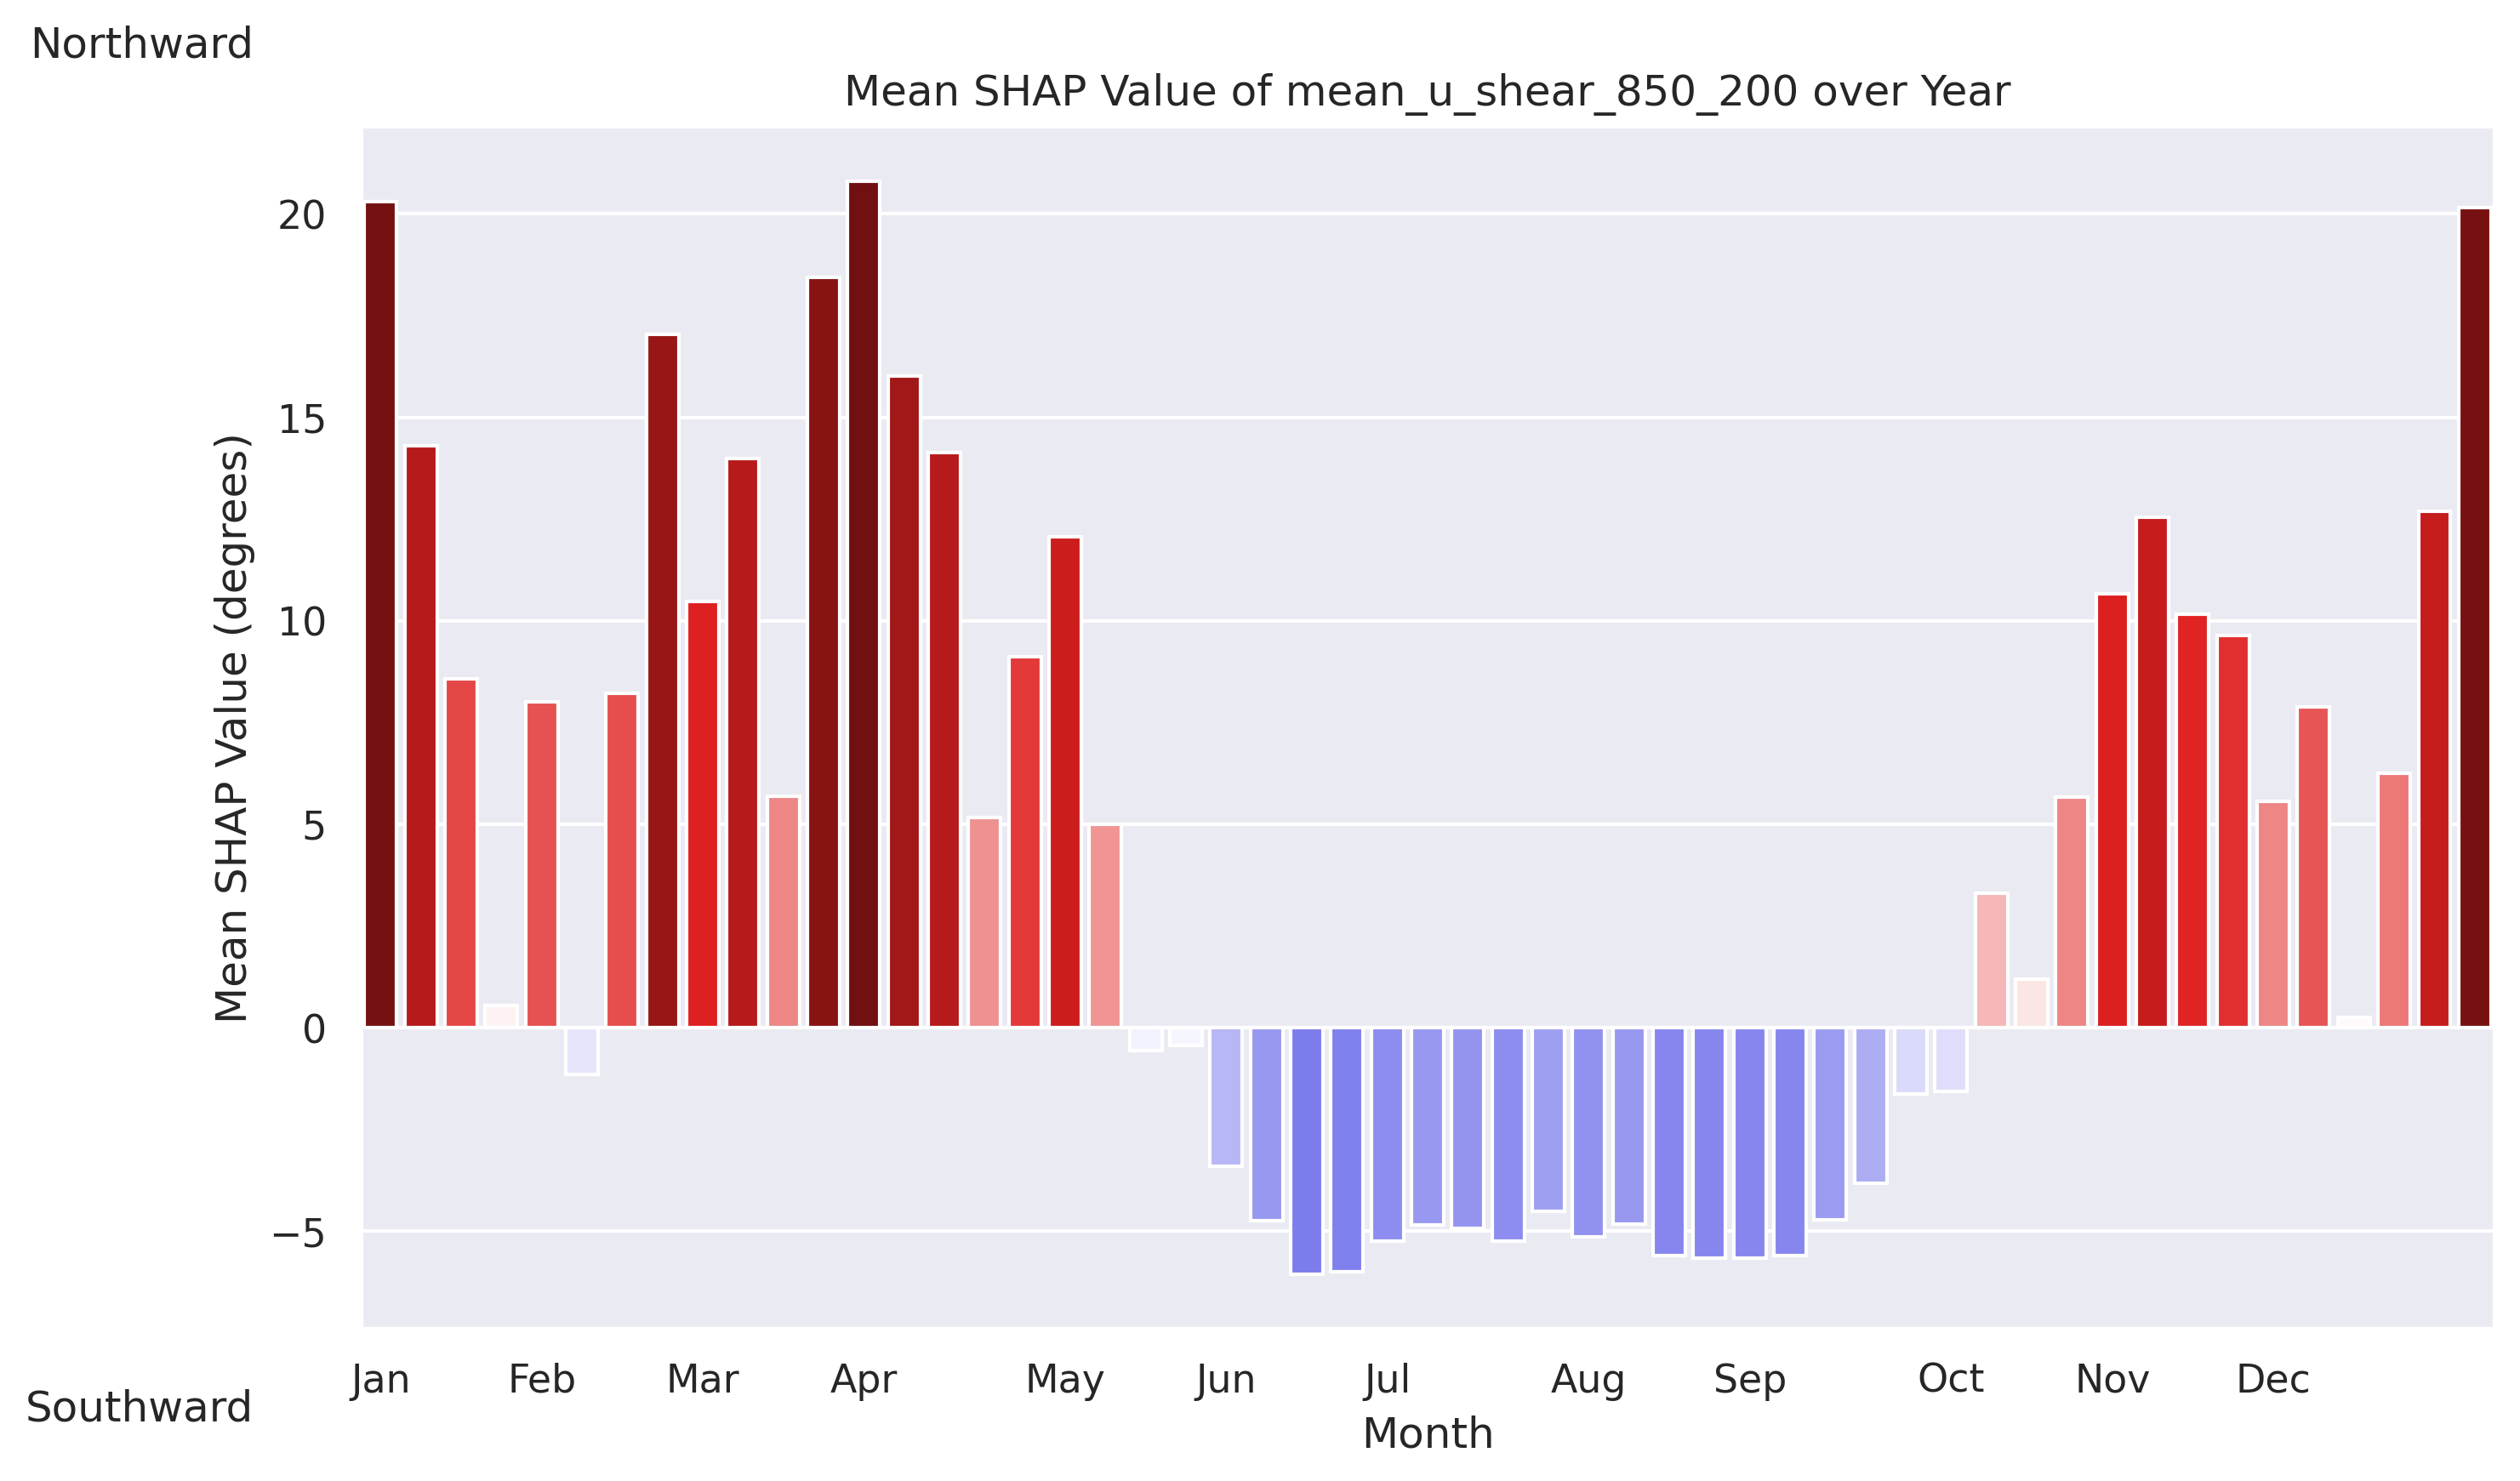 Northward
Mean SHAP Value of mean_u_shear_850_200 over Year
Mean SHAP Value (degrees)
20
15
10
5
0
−5
Jan Feb Mar Apr May Jun Jul Aug Sep Oct Nov Dec
Southward
Month